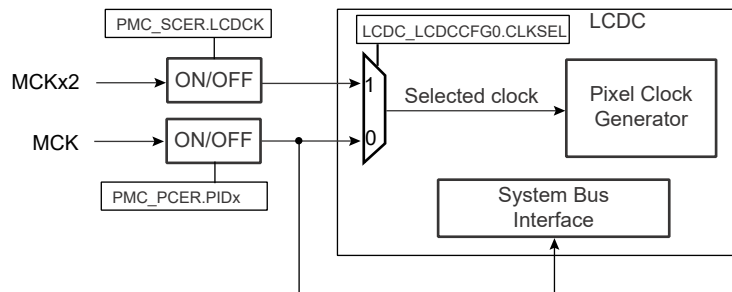 PMC_SCER.LCDCK
LCDC_LCDCCFG0.CLKSEL
LCDC
MCKx2
ON/OFF
1
Selected clock
Pixel Clock
Generator
MCK
ON/OFF
0
PMC_PCER.PIDx
System Bus
Interface